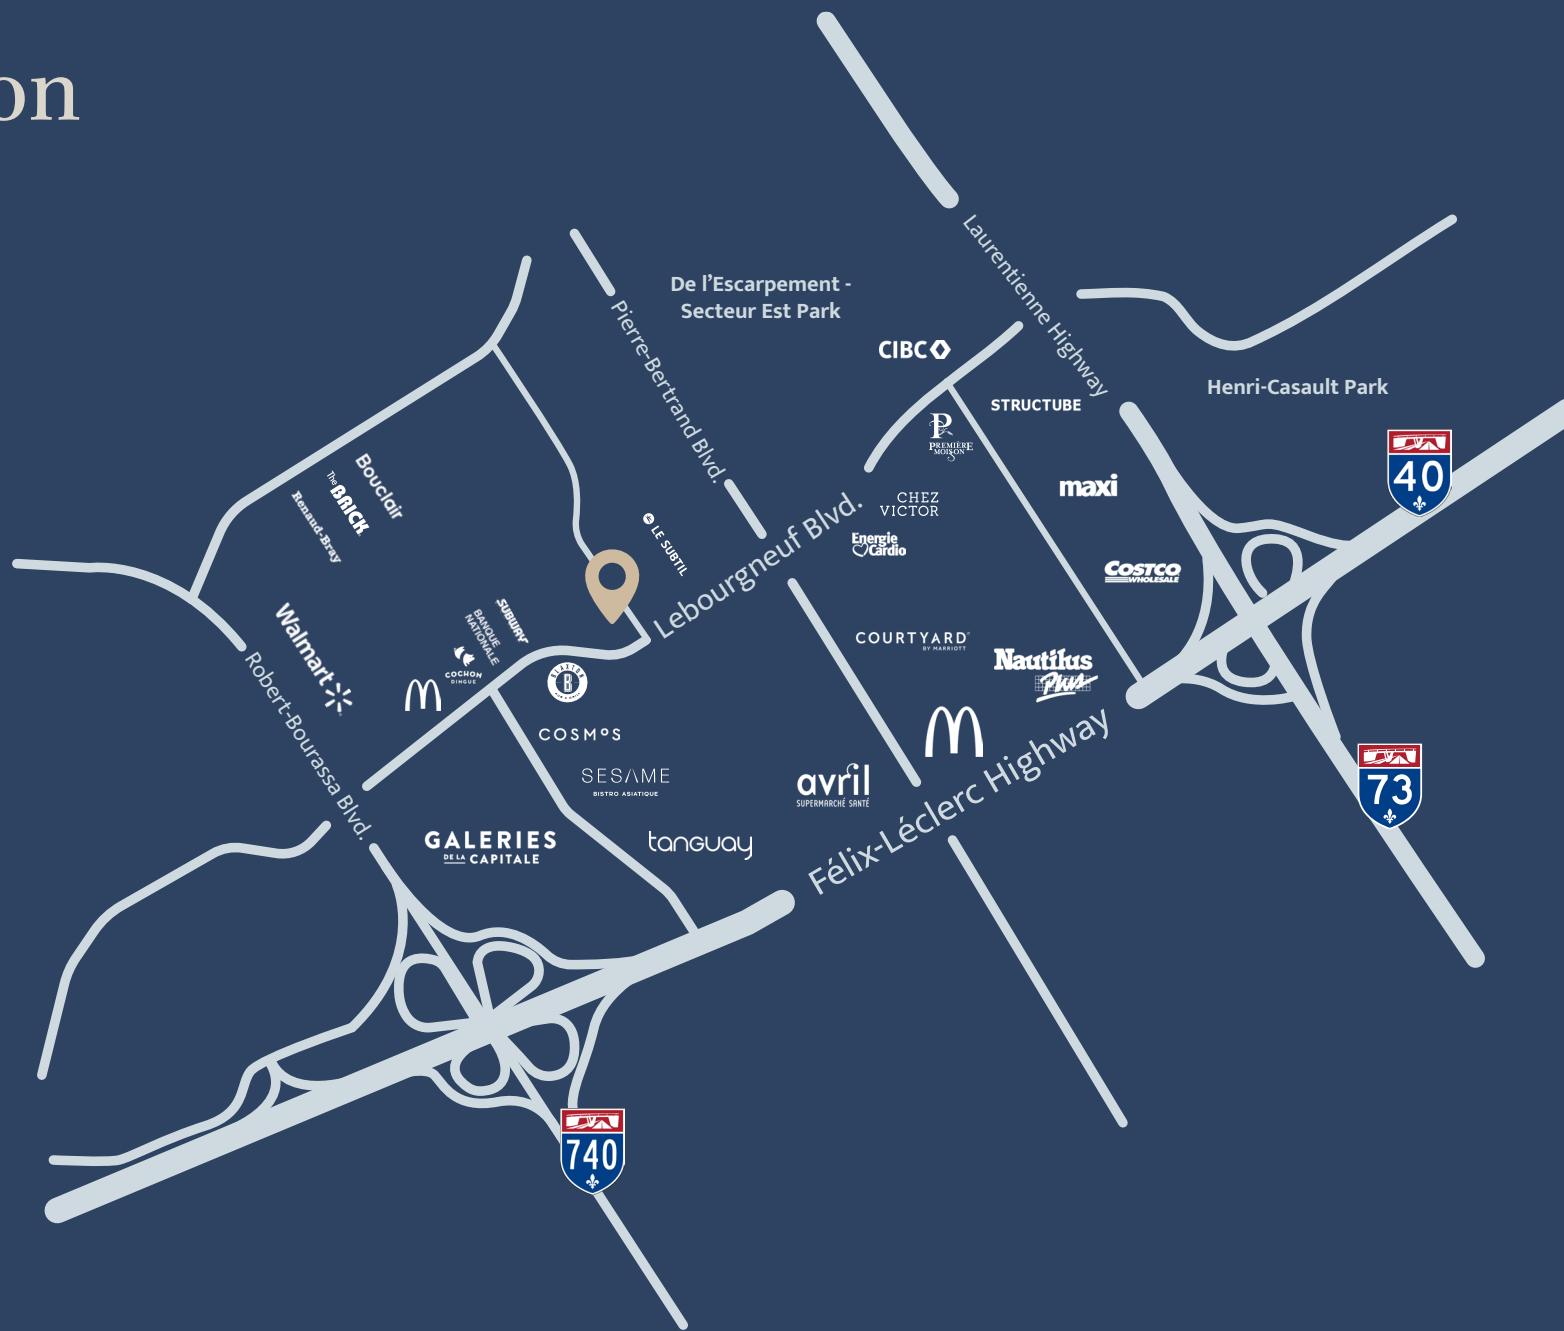 on
Laurentienne Highway
De l'Escarpement -
Secteur Est Park
Pierre-Bertrand Blvd.
CIBC
Henri-Casault Park
STRUCTUBE
P
PREMIÈRE
MOISON
40
maxi
Bouclair
The
BRICK
Renaud-Bray
CHEZ
VICTOR
LE SUBTIL
Energie
Cardio
Lebourgneuf Blvd.
COSTCO
WHOLESALE
Walmart
SUBWAY
BANQUE
NATIONALE
COCHON
DINGUE
COURTYARD
BY MARRIOTT
Nautilus
Plus
BLAXTON
B
Robert-Bourassa Blvd.
COSMOS
SESAME
BISTRO ASIATIQUE
avril
SUPERMARCHÉ SANTÉ
73
Félix-Léclerc Highway
GALERIES
DE LA CAPITALE
tanguay
740